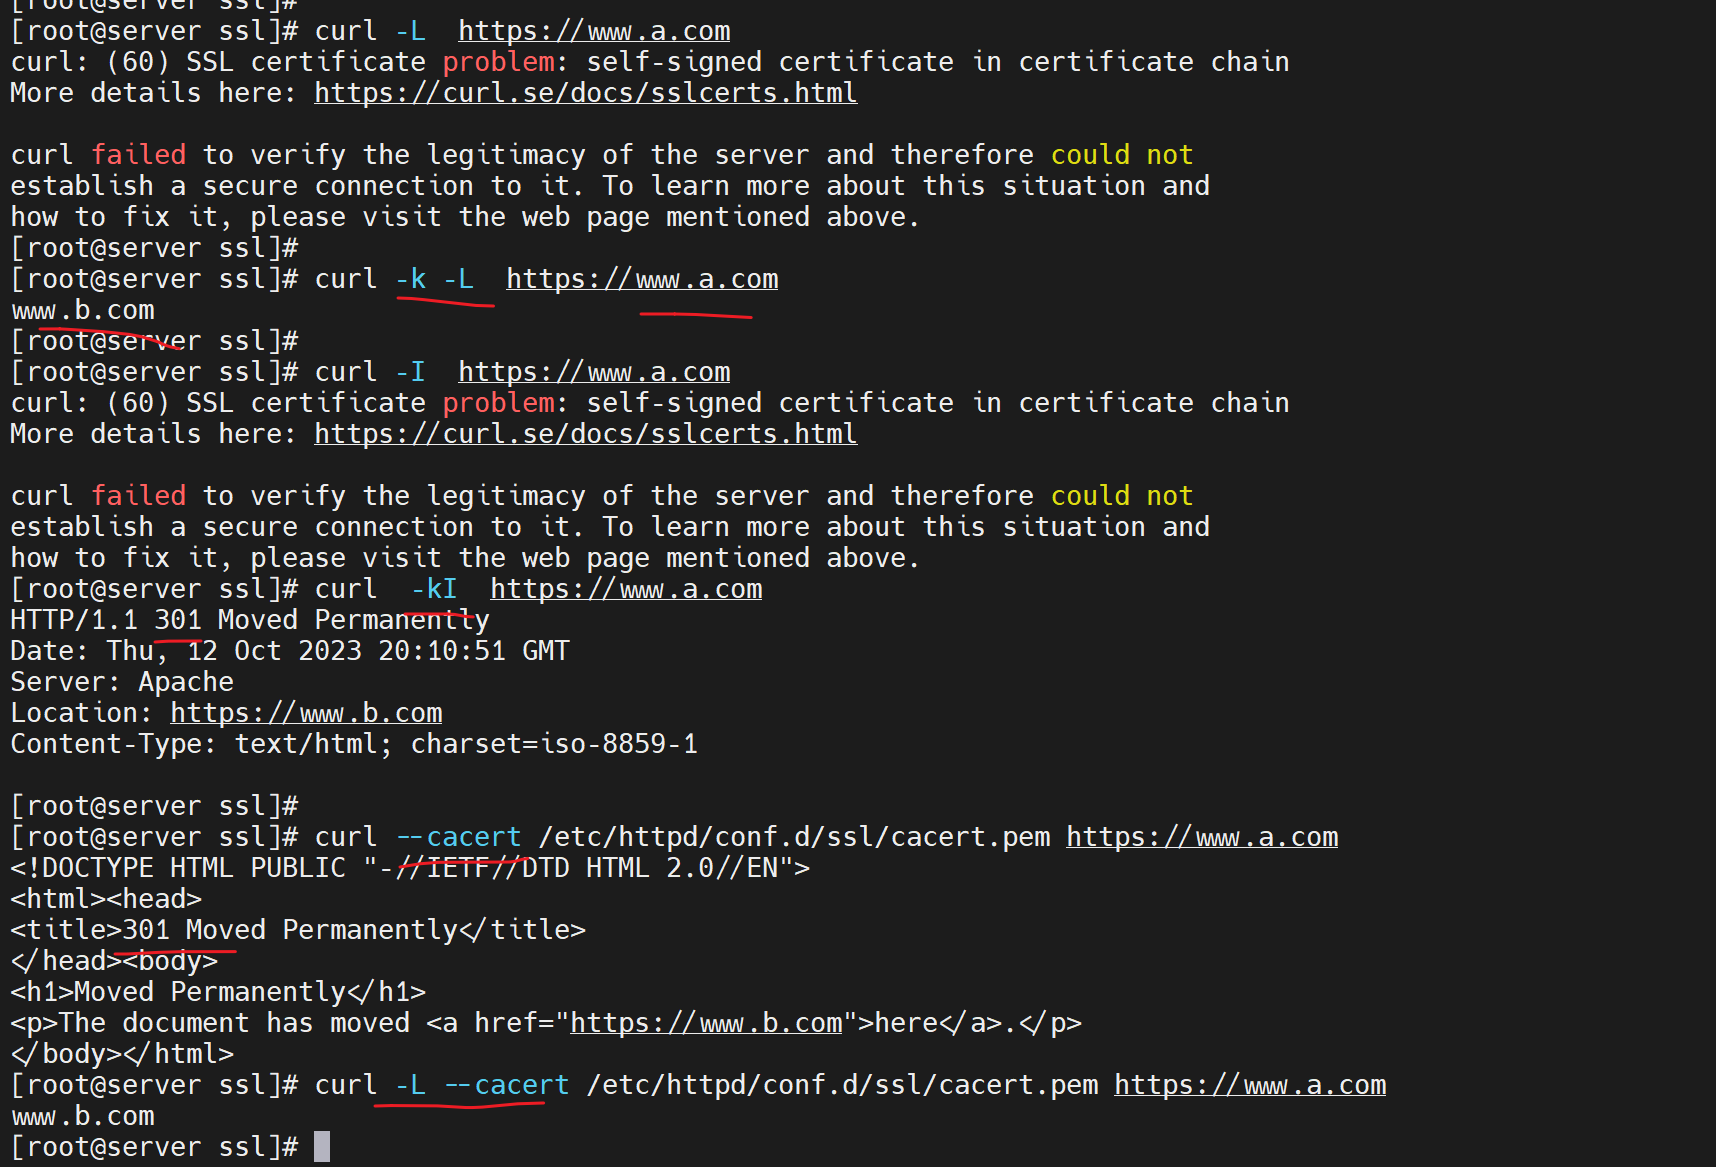 [root@server ssl]#
[root@server ssl]# curl -L  https://www.a.com
curl: (60) SSL certificate problem: self-signed certificate in certificate chain
More details here: https://curl.se/docs/sslcerts.html
curl failed to verify the legitimacy of the server and therefore could not
establish a secure connection to it. To learn more about this situation and
how to fix it, please visit the web page mentioned above.
[root@server ssl]#
[root@server ssl]# curl -k -L  https://www.a.com
www.b.com
[root@server ssl]#
[root@server ssl]# curl -I  https://www.a.com
curl: (60) SSL certificate problem: self-signed certificate in certificate chain
More details here: https://curl.se/docs/sslcerts.html
curl failed to verify the legitimacy of the server and therefore could not
establish a secure connection to it. To learn more about this situation and
how to fix it, please visit the web page mentioned above.
[root@server ssl]# curl  -kI  https://www.a.com
HTTP/1.1 301 Moved Permanently
Date: Thu, 12 Oct 2023 20:10:51 GMT
Server: Apache
Location: https://www.b.com
Content-Type: text/html; charset=iso-8859-1
[root@server ssl]#
[root@server ssl]# curl --cacert /etc/httpd/conf.d/ssl/cacert.pem https://www.a.com
<!DOCTYPE HTML PUBLIC "-//IETF//DTD HTML 2.0//EN">
<html><head>
<title>301 Moved Permanently</title>
</head><body>
<h1>Moved Permanently</h1>
<p>The document has moved <a href="https://www.b.com">here</a>.</p>
</body></html>
[root@server ssl]# curl -L --cacert /etc/httpd/conf.d/ssl/cacert.pem https://www.a.com
www.b.com
[root@server ssl]#